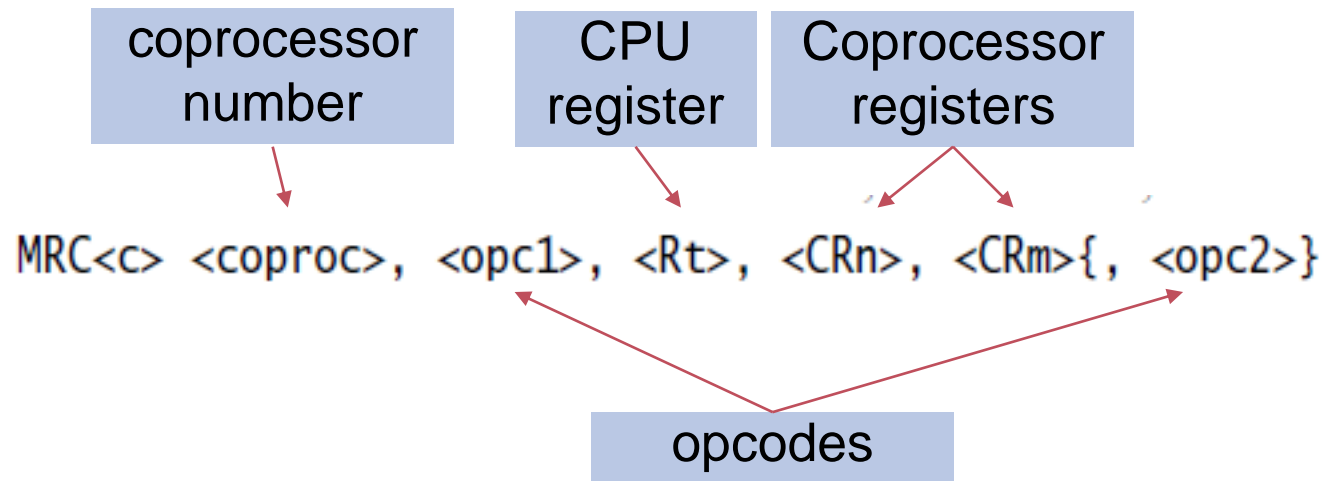 coprocessor
number
CPU
register
Coprocessor
registers
MRC<c> <coproc>, <opc1>, <Rt>, <CRn>, <CRm>{, <opc2>}
opcodes